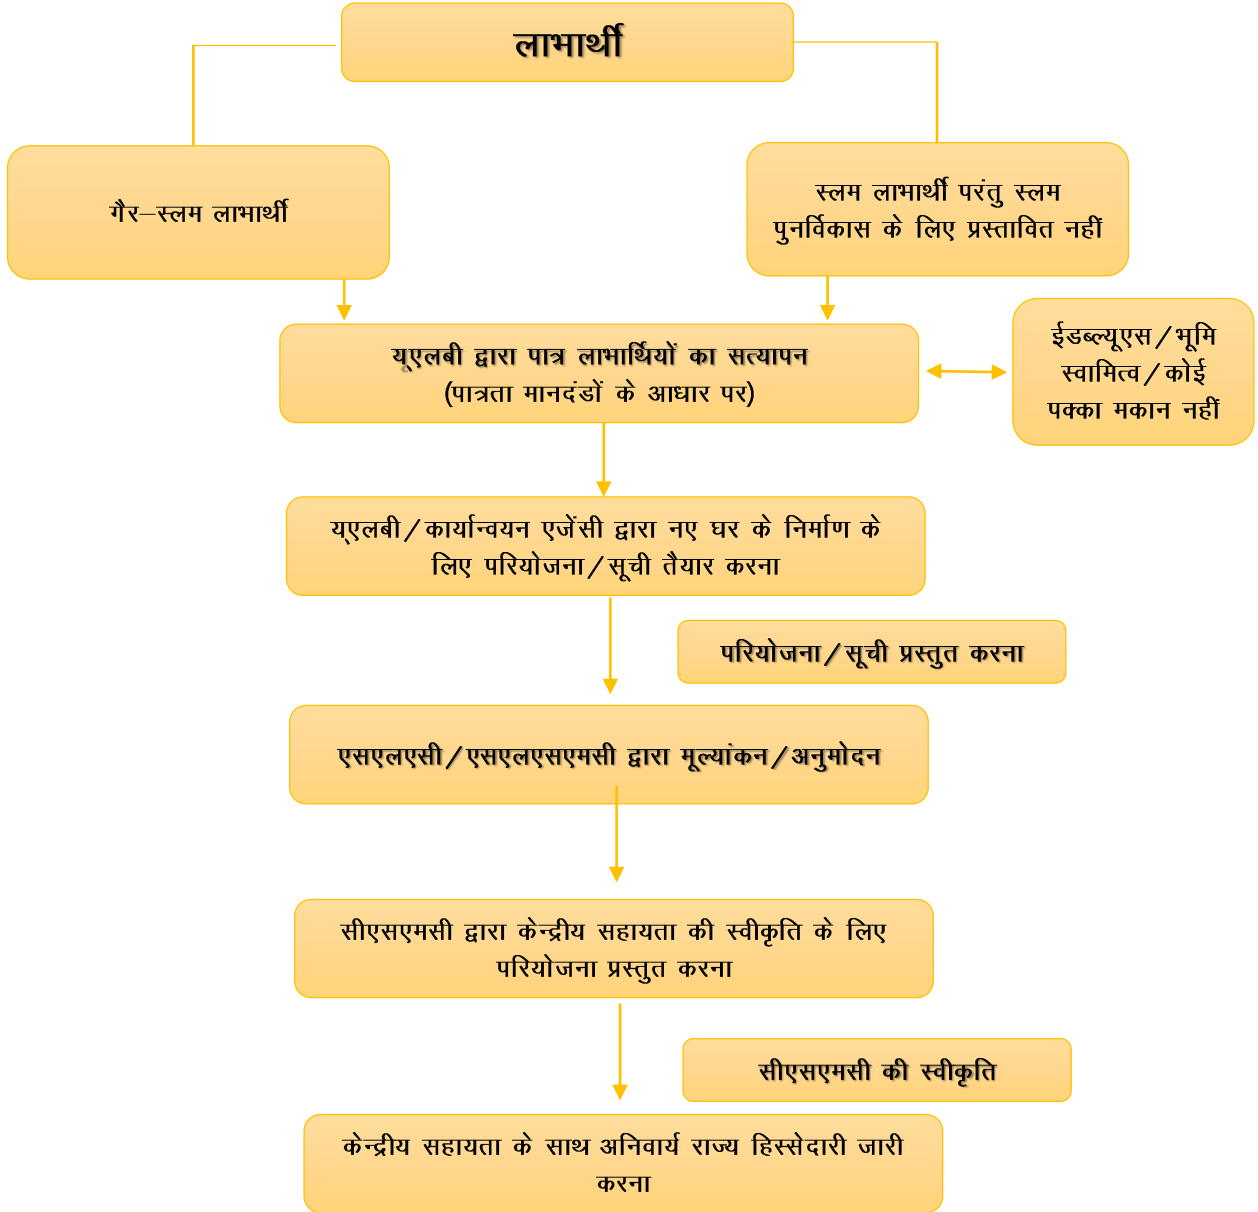 लाभार्थी
गैर–स्लम लाभार्थी
स्लम लाभार्थी परंतु स्लम
पुनर्विकास के लिए प्रस्तावित नहीं
यूएलबी द्वारा पात्र लाभार्थियों का सत्यापन
(पात्रता मानदंडों के आधार पर)
ईडब्ल्यूएस/भूमि
स्वामित्व/कोई
पक्का मकान नहीं
यूएलबी/कार्यान्वयन एजेंसी द्वारा नए घर के निर्माण के
लिए परियोजना/सूची तैयार करना
परियोजना/सूची प्रस्तुत करना
एसएलएसी/एसएलएसएमसी द्वारा मूल्यांकन/अनुमोदन
सीएसएमसी द्वारा केन्द्रीय सहायता की स्वीकृति के लिए
परियोजना प्रस्तुत करना
सीएसएमसी की स्वीकृति
केन्द्रीय सहायता के साथ अनिवार्य राज्य हिस्सेदारी जारी
करना